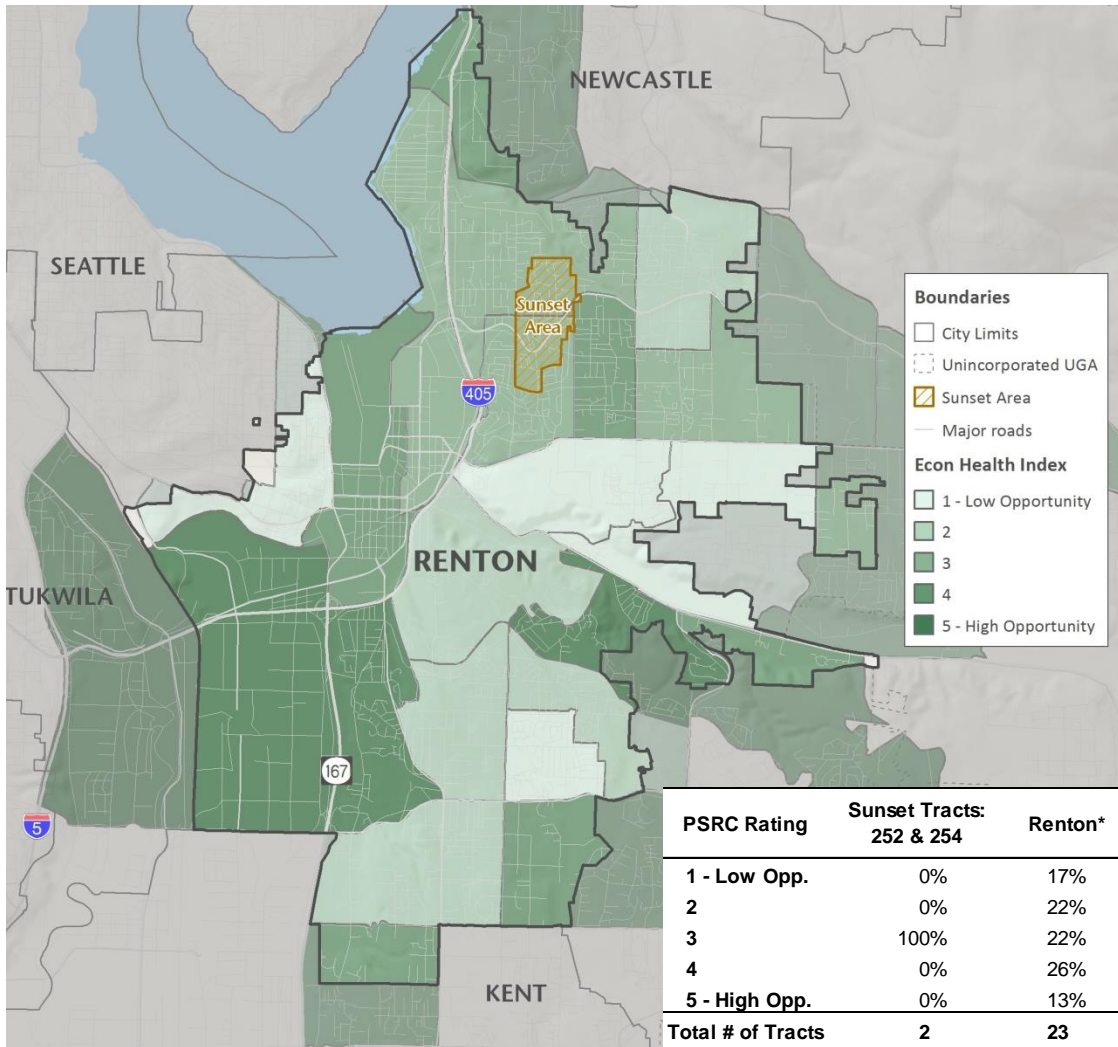 NEWCASTLE
SEATTLE
Sunset
Area
405
RENTON
TUKWILA
167
5
KENT
Boundaries
City Limits
Unincorporated UGA
Sunset Area
Major roads
Econ Health Index
1 - Low Opportunity
2
3
4
5 - High Opportunity
PSRC Rating Sunset Tracts: 252 & 254 Renton*
1 - Low Opp. 0% 17%
2 0% 22%
3 100% 22%
4 0% 26%
5 - High Opp. 0% 13%
Total # of Tracts 2 23